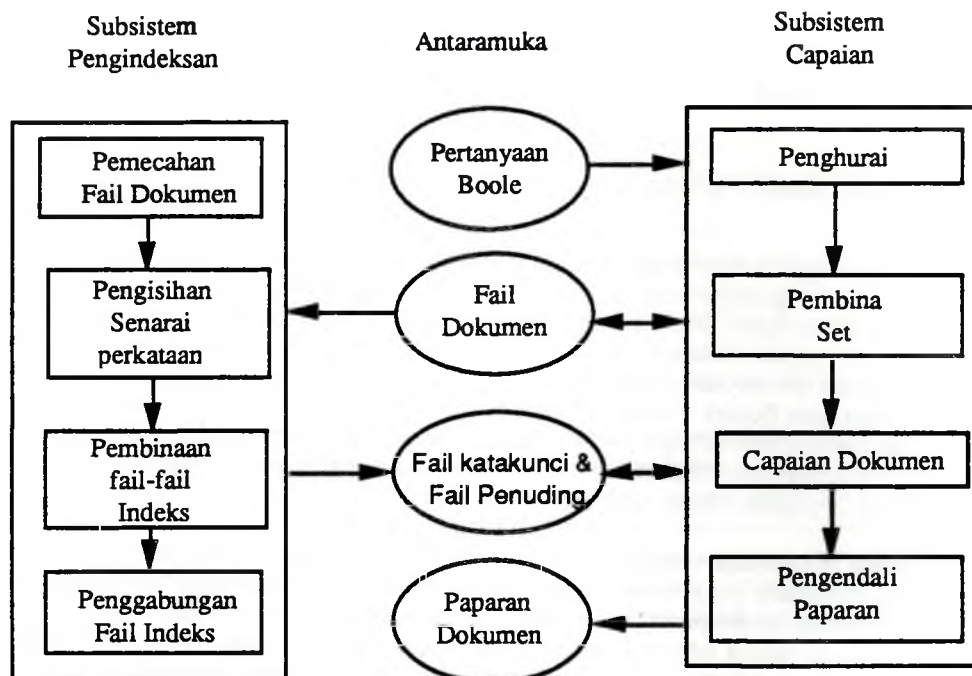 Subsistem
Pengindeksan
Antaramuka
Subsistem
Capaian
Pemecahan
Fail Dokumen
Pengisihan
Senarai
perkataan
Pembinaan
fail-fail
Indeks
Penggabungan
Fail Indeks
Pertanyaan
Boole
Fail
Dokumen
Fail katakunci &
Fail Penuding
Paparan
Dokumen
Penghurai
Pembina
Set
Capaian Dokumen
Pengendali
Paparan